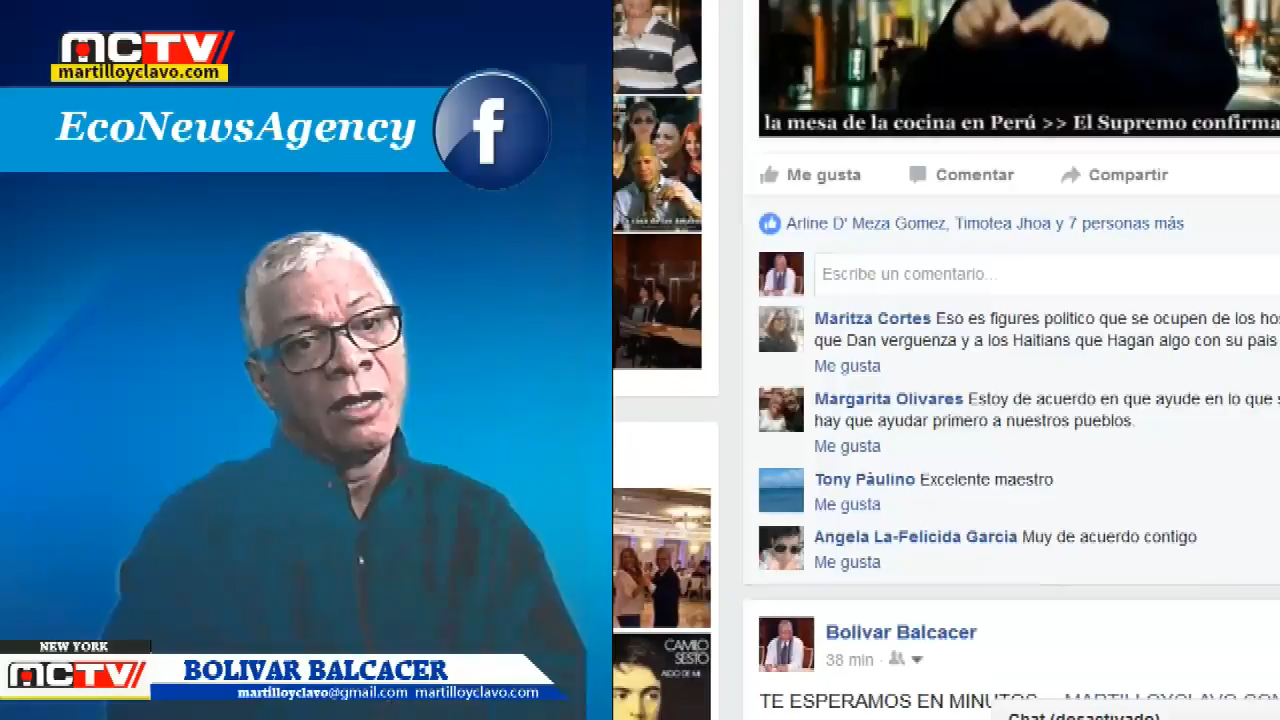 MCTV
martilloyclavo.com
EcoNewsAgency
f
NEW YORK
MCTV
BOLIVAR BALCACER
martilloyclavo@gmail.com martilloyclavo.com
CAMILO
SESTO
la mesa de la cocina en Perú >> El Supremo confirma
Me gusta Comentar Compartir
Arline D' Meza Gomez, Timotea Jhoa y 7 personas más
Escribe un comentario...
Maritza Cortes Eso es figures político que se ocupen de los
que Dan verguenza y a los Haitians que Hagan algo con su pais
Me gusta
Margarita Olivares Estoy de acuerdo en que ayude en lo que
hay que ayudar primero a nuestros pueblos.
Me gusta
Tony Pàulino Excelente maestro
Me gusta
Angela La-Felicida Garcia Muy de acuerdo contigo
Me gusta
Bolivar Balcacer
38 min
TE ESPERAMOS EN MINUTOS
Chat (desactivado)